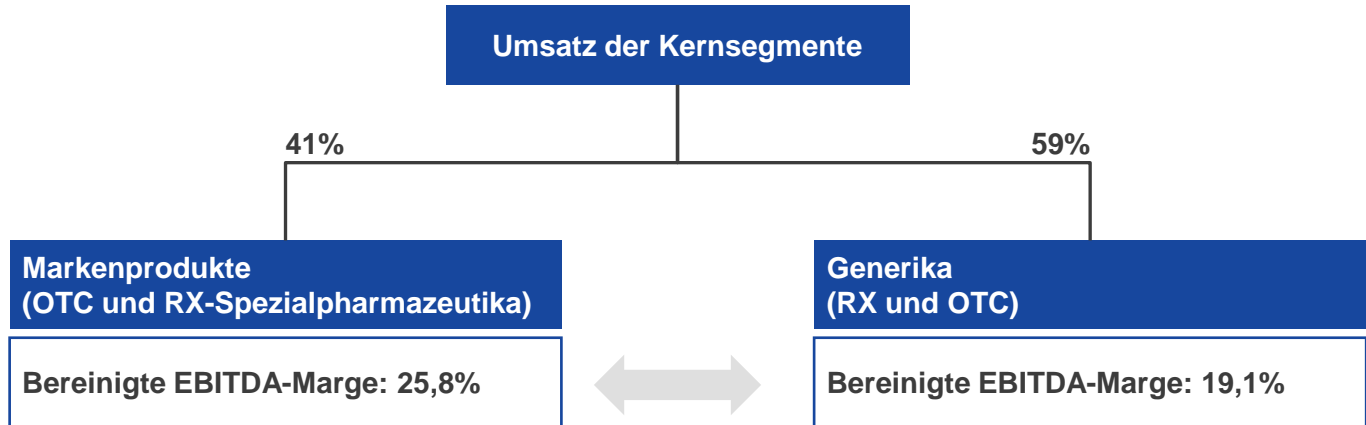 Umsatz der Kernsegmente
41%
59%
Markenprodukte
(OTC und RX-Spezialpharmazeutika)
Bereinigte EBITDA-Marge: 25,8%
Generika
(RX und OTC)
Bereinigte EBITDA-Marge: 19,1%